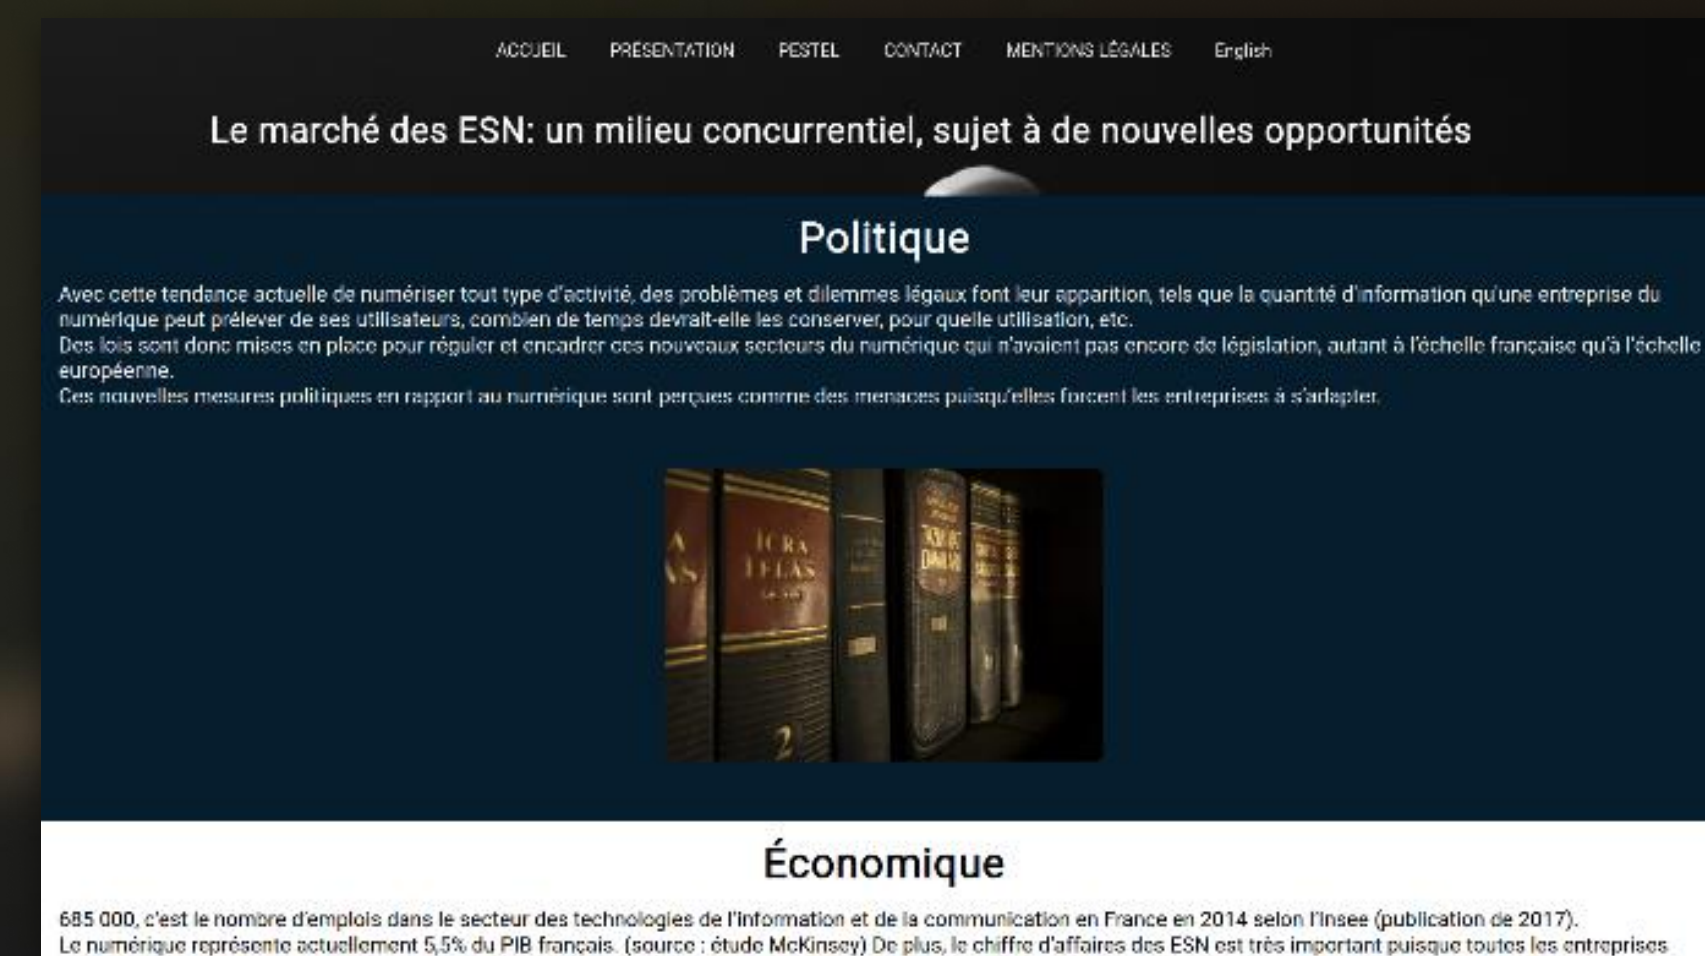 ACCUEIL PRÉSENTATION PESTEL CONTACT MENTIONS LÉGALES English
Le marché des ESN: un milieu concurrentiel, sujet à de nouvelles opportunités
Politique
Avec cette tendance actuelle de numériser tout type d'activité, des problèmes et dilemmes légaux font leur apparition, tels que la quantité d'information qu'une entreprise du
numérique peut prélever de ses utilisateurs, combien de temps devrait-elle les conserver, pour quelle utilisation, etc.
Des lois sont donc mises en place pour réguler et encadrer ces nouveaux secteurs du numérique qui n'avaient pas encore de législation, autant à l'échelle française qu'à l'échelle
européenne.
Ces nouvelles mesures politiques en rapport au numérique sont perçues comme des menaces puisqu'elles forcent les entreprises à s'adapter.
2
Économique
685 000, c'est le nombre d'emplois dans le secteur des technologies de l'information et de la communication en France en 2014 selon l'Insee (publication de 2017).
Le numérique représente actuellement 5,5% du PIB français. (source : étude McKinsey) De plus, le chiffre d'affaires des ESN est très important puisque toutes les entreprises